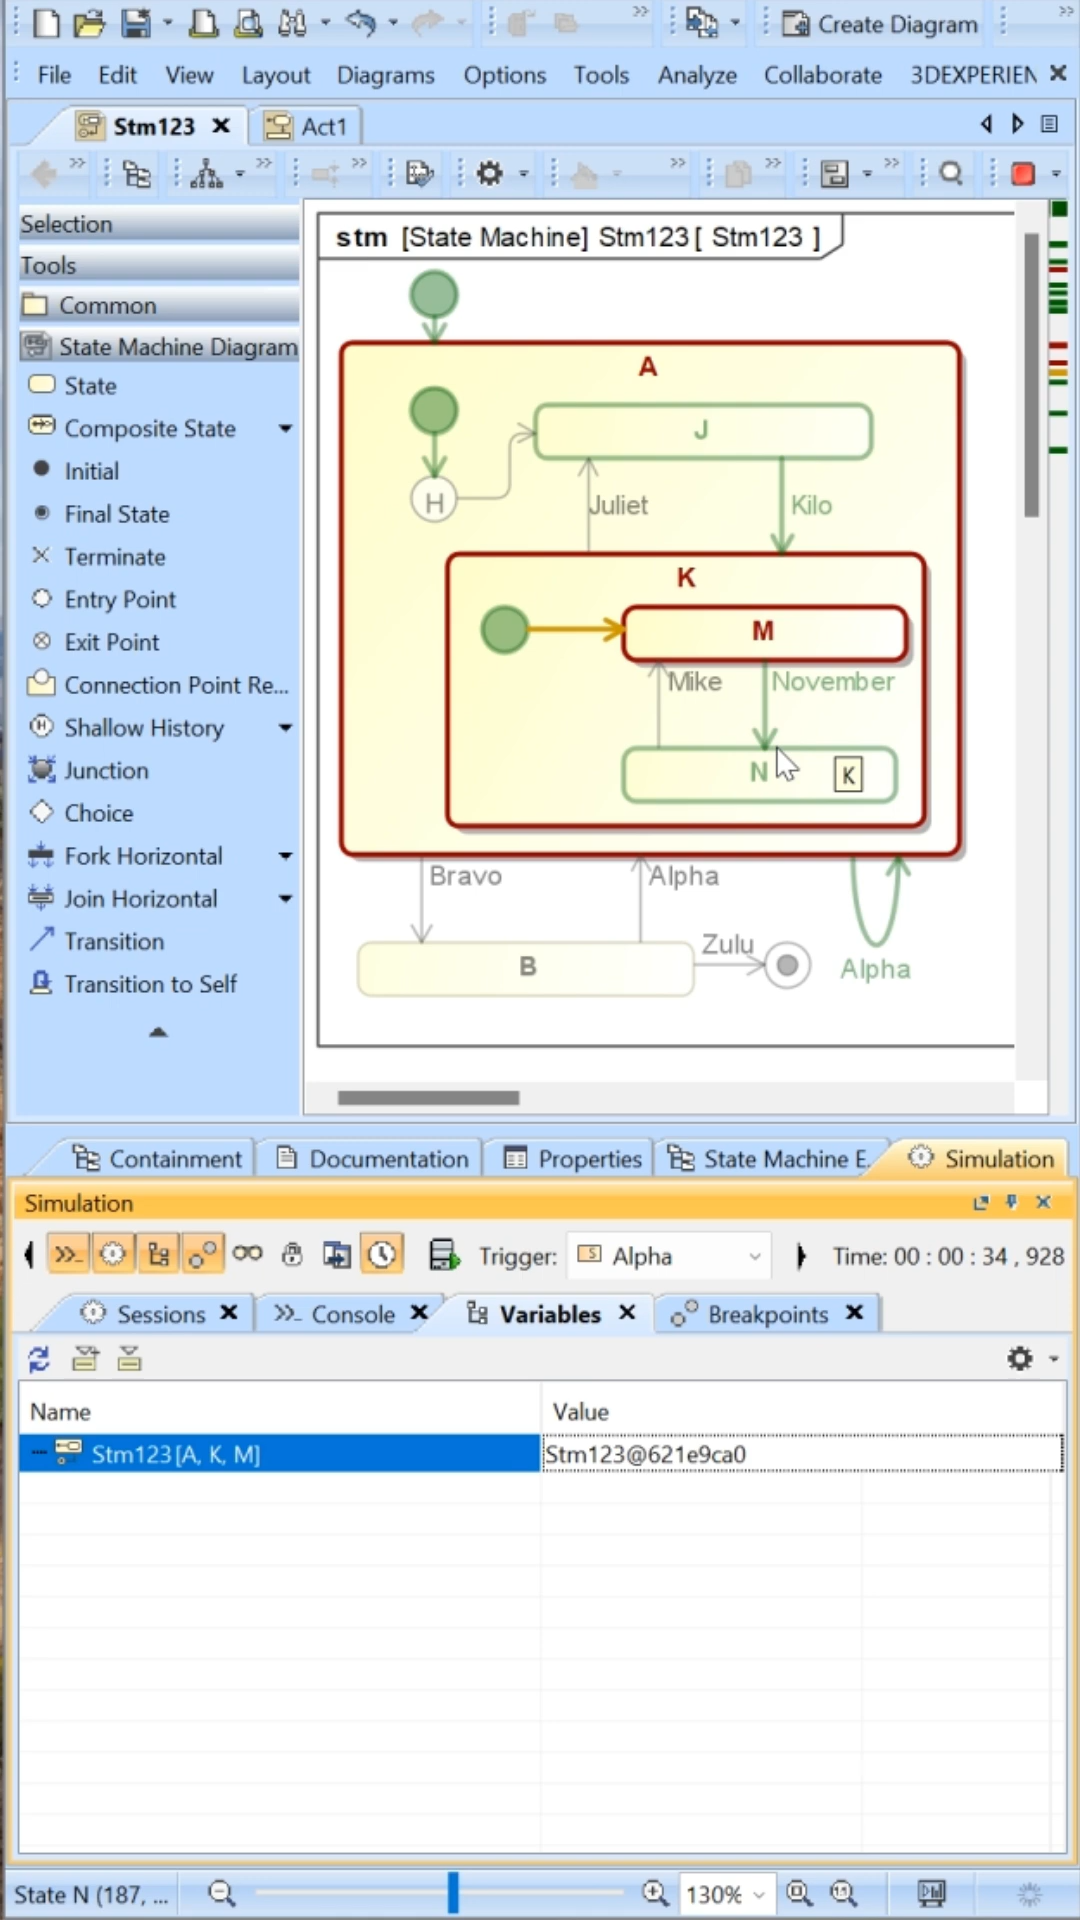 Create Diagram
File Edit View Layout Diagrams Options Tools Analyze Collaborate 3DEXPERIEN
Stm123 Act1
Selection
Tools
Common
State Machine Diagram
State
Composite State
Initial
Final State
Terminate
Entry Point
Exit Point
Connection Point Re...
Shallow History
Junction
Choice
Fork Horizontal
Join Horizontal
Transition
Transition to Self
stm [State Machine] Stm123 [ Stm123 ]
A
J
H
Juliet
Kilo
K
M
Mike
November
N
K
Bravo
Alpha
B
Zulu
Alpha
Containment Documentation Properties State Machine E. Simulation
Simulation
Trigger: S Alpha Time: 00 : 00 : 34 , 928
Sessions Console Variables Breakpoints
Name Value
Stm123[A, K, M] Stm123@621e9ca0
State N (187, ... 130%